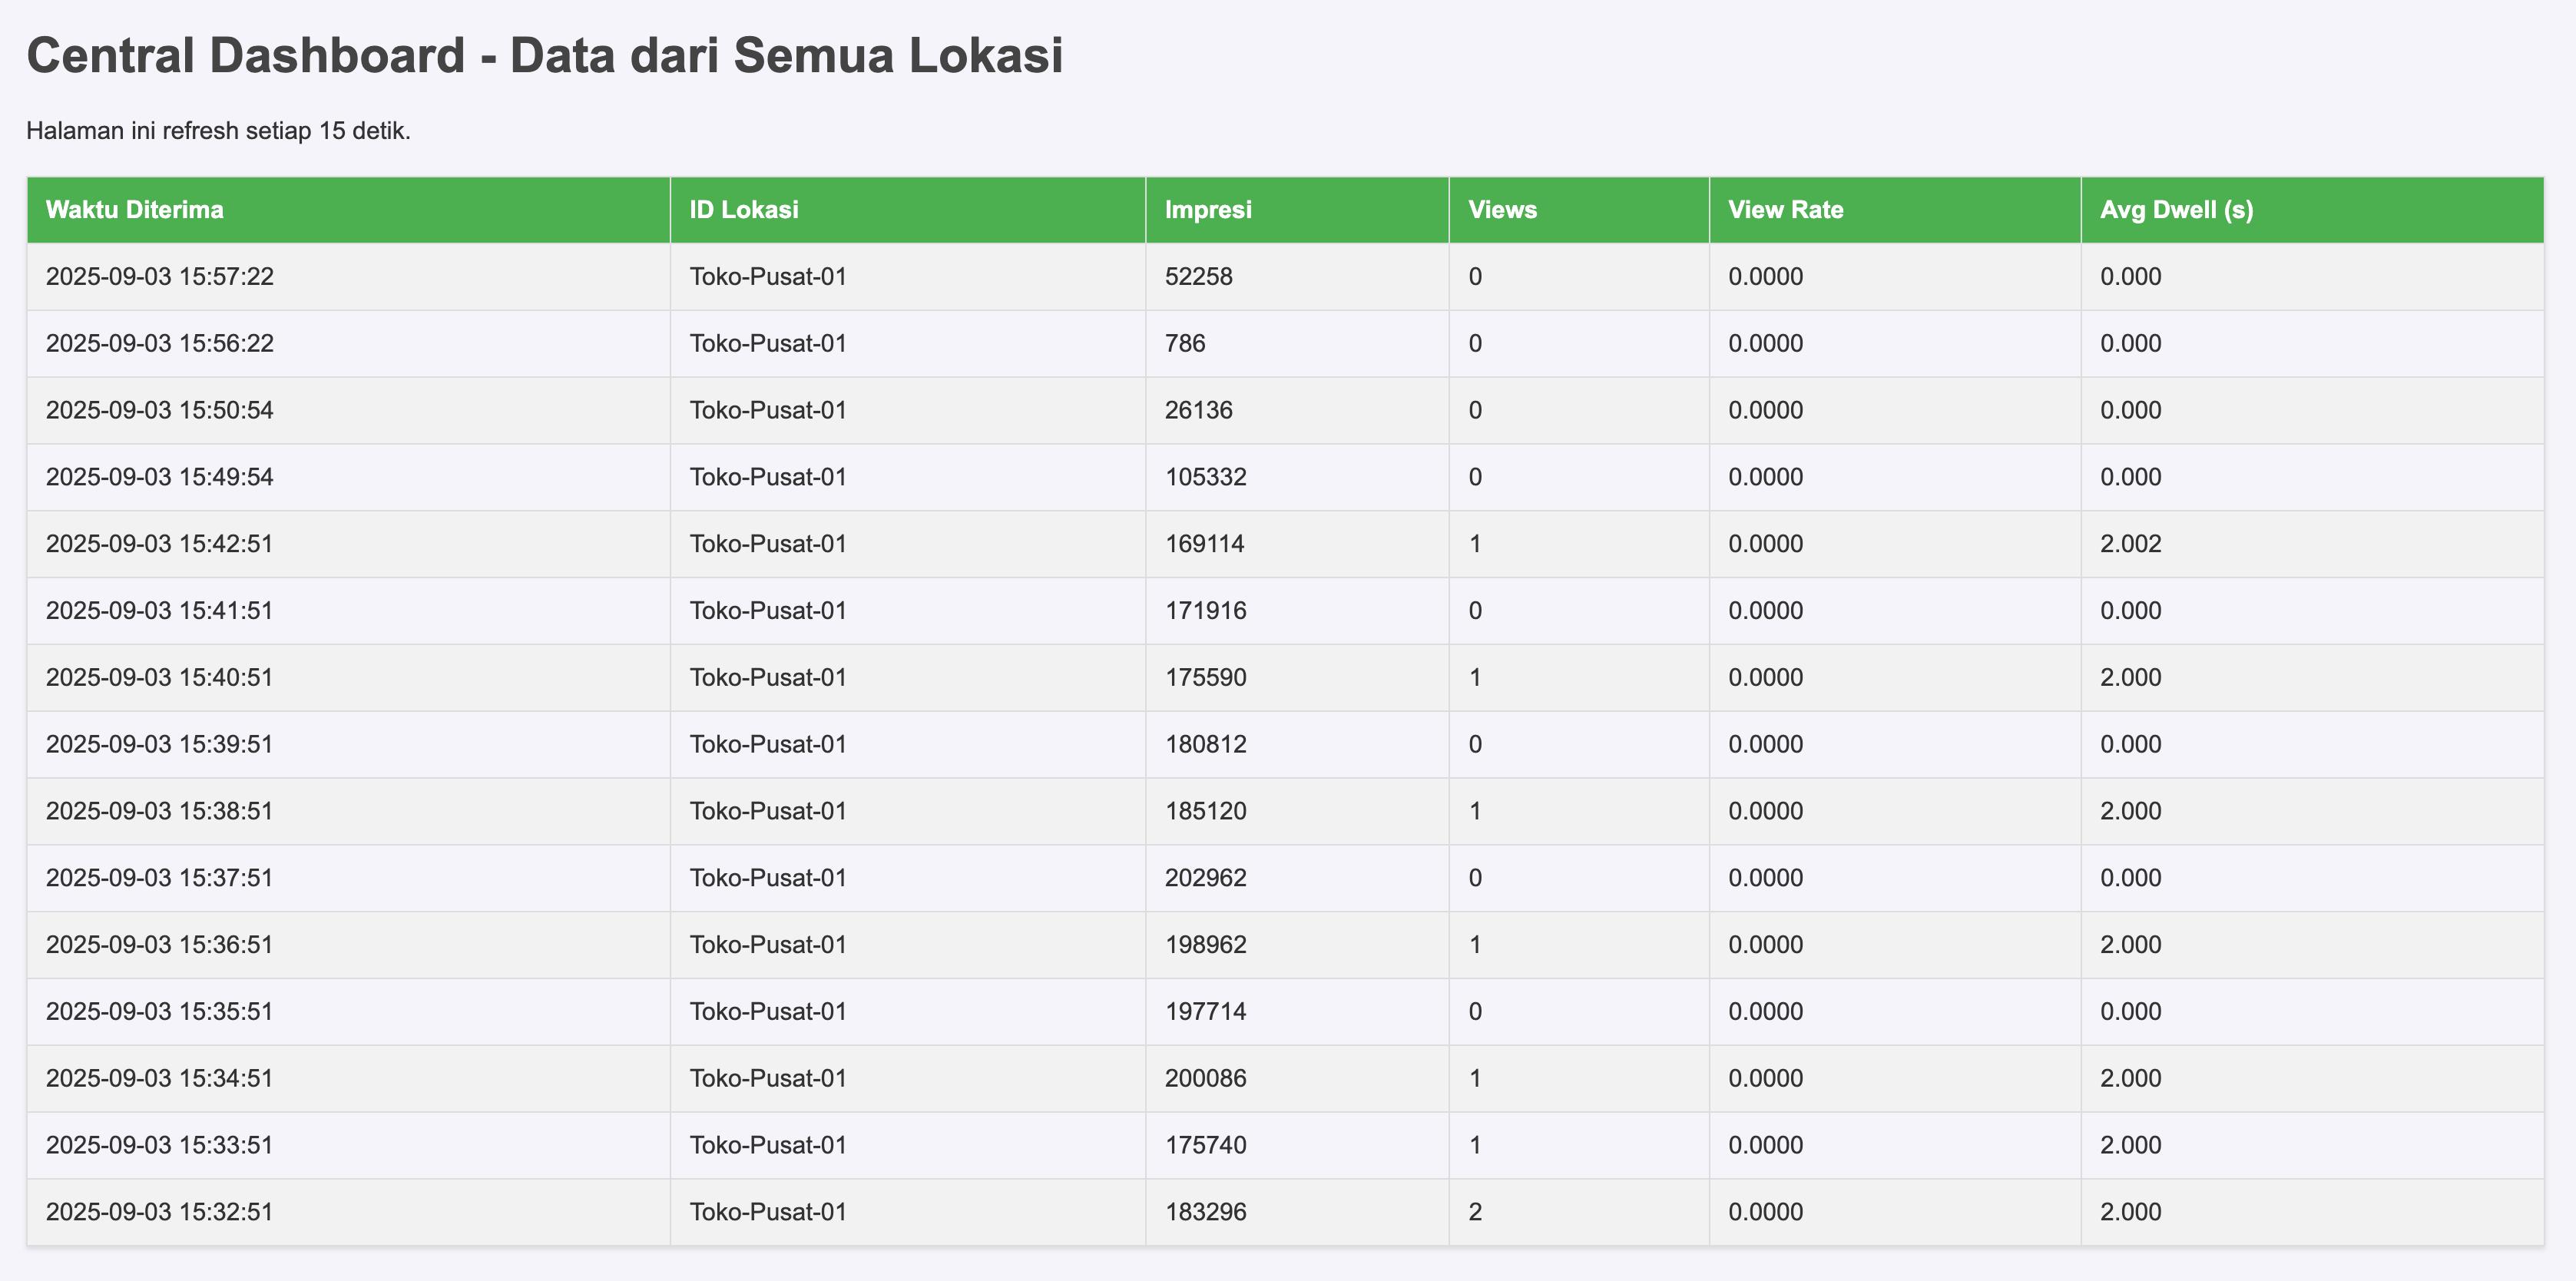 Central Dashboard - Data dari Semua Lokasi
Halaman ini refresh setiap 15 detik.
Waktu Diterima ID Lokasi Impresi Views View Rate Avg Dwell (s)
2025-09-03 15:57:22 Toko-Pusat-01 52258 0 0.0000 0.000
2025-09-03 15:56:22 Toko-Pusat-01 786 0 0.0000 0.000
2025-09-03 15:50:54 Toko-Pusat-01 26136 0 0.0000 0.000
2025-09-03 15:49:54 Toko-Pusat-01 105332 0 0.0000 0.000
2025-09-03 15:42:51 Toko-Pusat-01 169114 1 0.0000 2.002
2025-09-03 15:41:51 Toko-Pusat-01 171916 0 0.0000 0.000
2025-09-03 15:40:51 Toko-Pusat-01 175590 1 0.0000 2.000
2025-09-03 15:39:51 Toko-Pusat-01 180812 0 0.0000 0.000
2025-09-03 15:38:51 Toko-Pusat-01 185120 1 0.0000 2.000
2025-09-03 15:37:51 Toko-Pusat-01 202962 0 0.0000 0.000
2025-09-03 15:36:51 Toko-Pusat-01 198962 1 0.0000 2.000
2025-09-03 15:35:51 Toko-Pusat-01 197714 0 0.0000 0.000
2025-09-03 15:34:51 Toko-Pusat-01 200086 1 0.0000 2.000
2025-09-03 15:33:51 Toko-Pusat-01 175740 1 0.0000 2.000
2025-09-03 15:32:51 Toko-Pusat-01 183296 2 0.0000 2.000